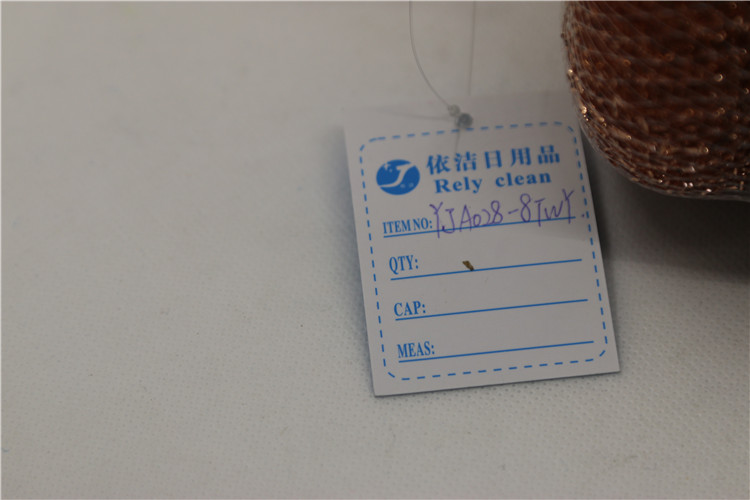 依洁日用品
Rely clean
ITEM NO: YJA028-8TWY
QTY:
CAP:
MEAS: